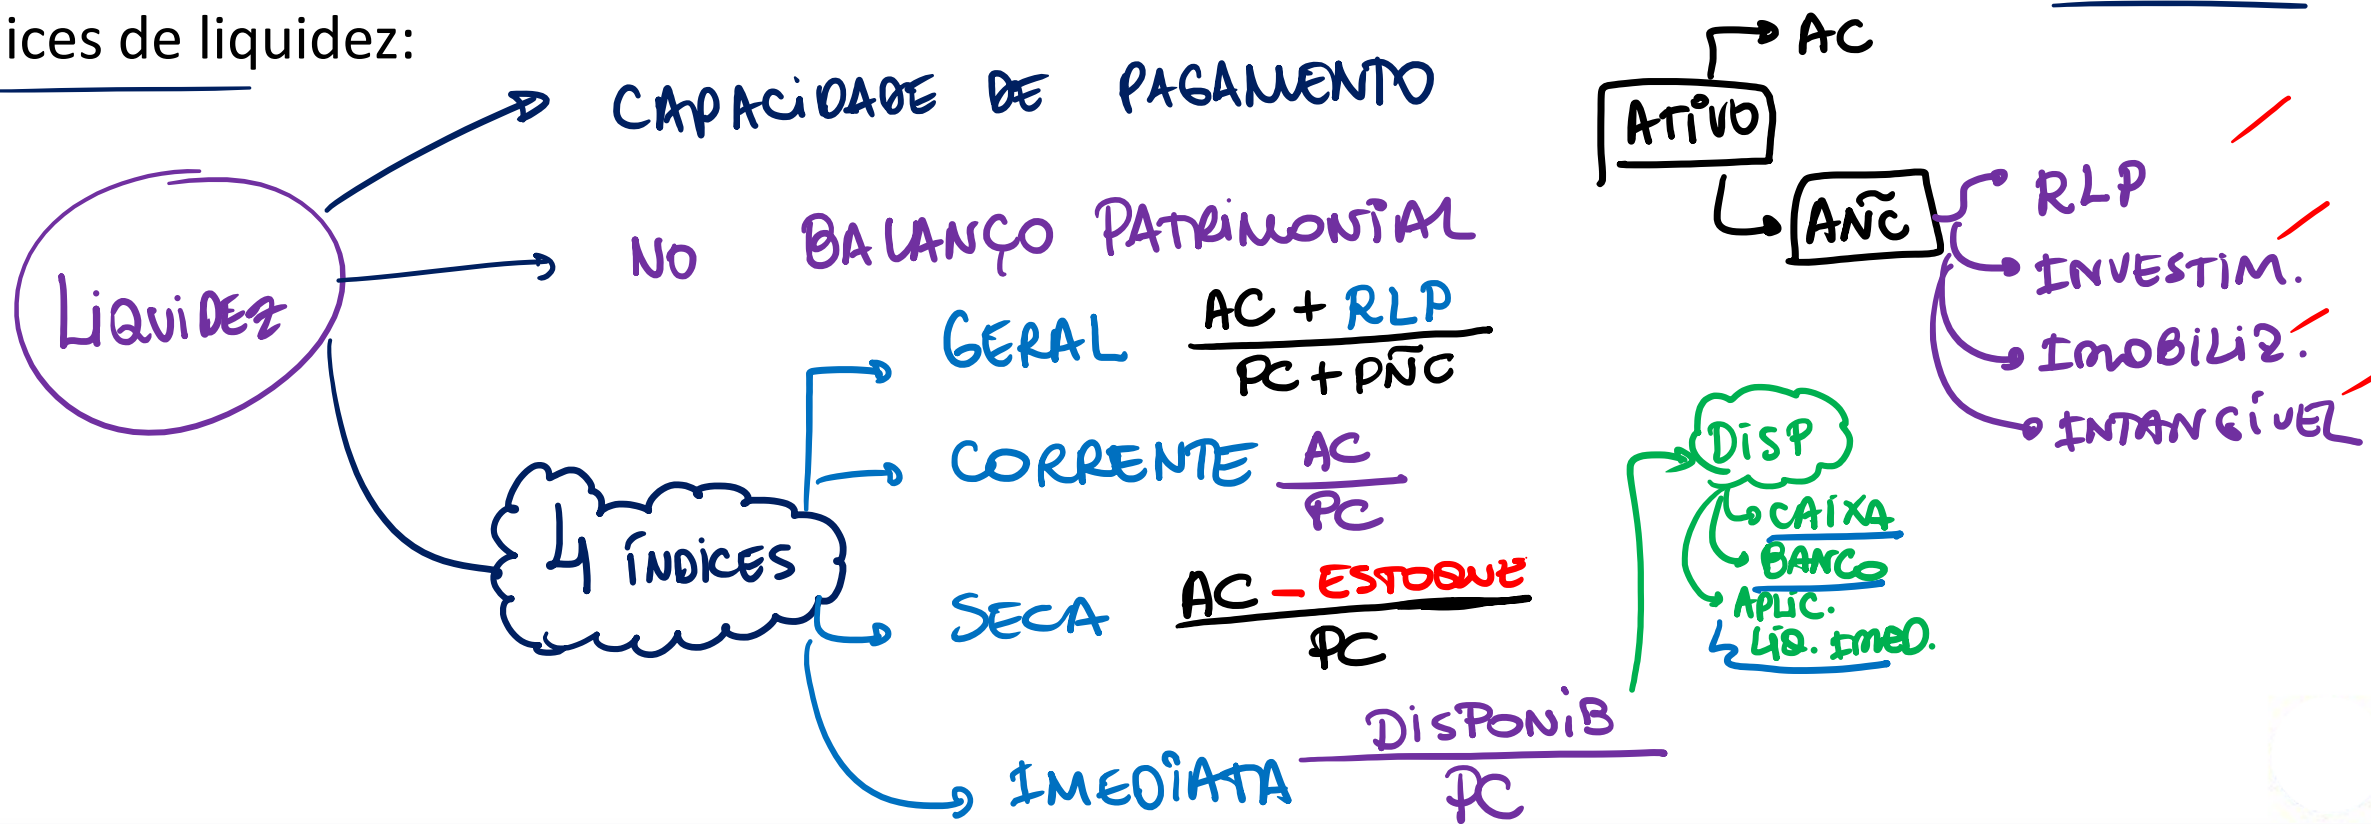 ices de liquidez:
LIQUIDEZ
CAPACIDADE DE PAGAMENTO
NO BALANÇO PATRIMONIAL
4 ÍNDICES
GERAL
AC + RLP
PC + PÑC
CORRENTE
AC
PC
SECA
AC - ESTOQUE
PC
IMEDIATA
DISPONIB
PC
DISP
CAIXA
BANCO
APLIC.
LIQ. IMED.
ATIVO
AC
AÑC
RLP
INVESTIM.
IMOBILIZ.
INTANGÍVEL